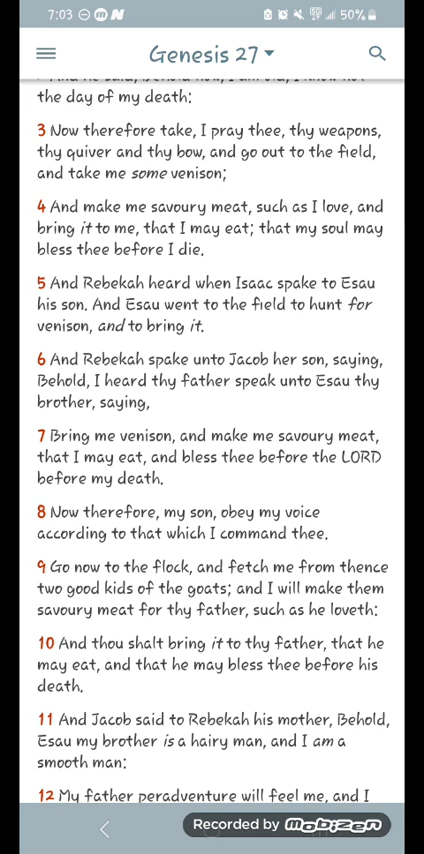 7:03 50%
Genesis 27
And he said, Behold now, I am old, I know not
the day of my death:
3 Now therefore take, I pray thee, thy weapons,
thy quiver and thy bow, and go out to the field,
and take me some venison;
4 And make me savoury meat, such as I love, and
bring it to me, that I may eat; that my soul may
bless thee before I die.
5 And Rebekah heard when Isaac spake to Esau
his son. And Esau went to the field to hunt for
venison, and to bring it.
6 And Rebekah spake unto Jacob her son, saying,
Behold, I heard thy father speak unto Esau thy
brother, saying,
7 Bring me venison, and make me savoury meat,
that I may eat, and bless thee before the LORD
before my death.
8 Now therefore, my son, obey my voice
according to that which I command thee.
9 Go now to the flock, and fetch me from thence
two good kids of the goats; and I will make them
savoury meat for thy father, such as he loveth:
10 And thou shalt bring it to thy father, that he
may eat, and that he may bless thee before his
death.
11 And Jacob said to Rebekah his mother, Behold,
Esau my brother is a hairy man, and I am a
smooth man:
12 My father peradventure will feel me, and I
Recorded by Mobizen